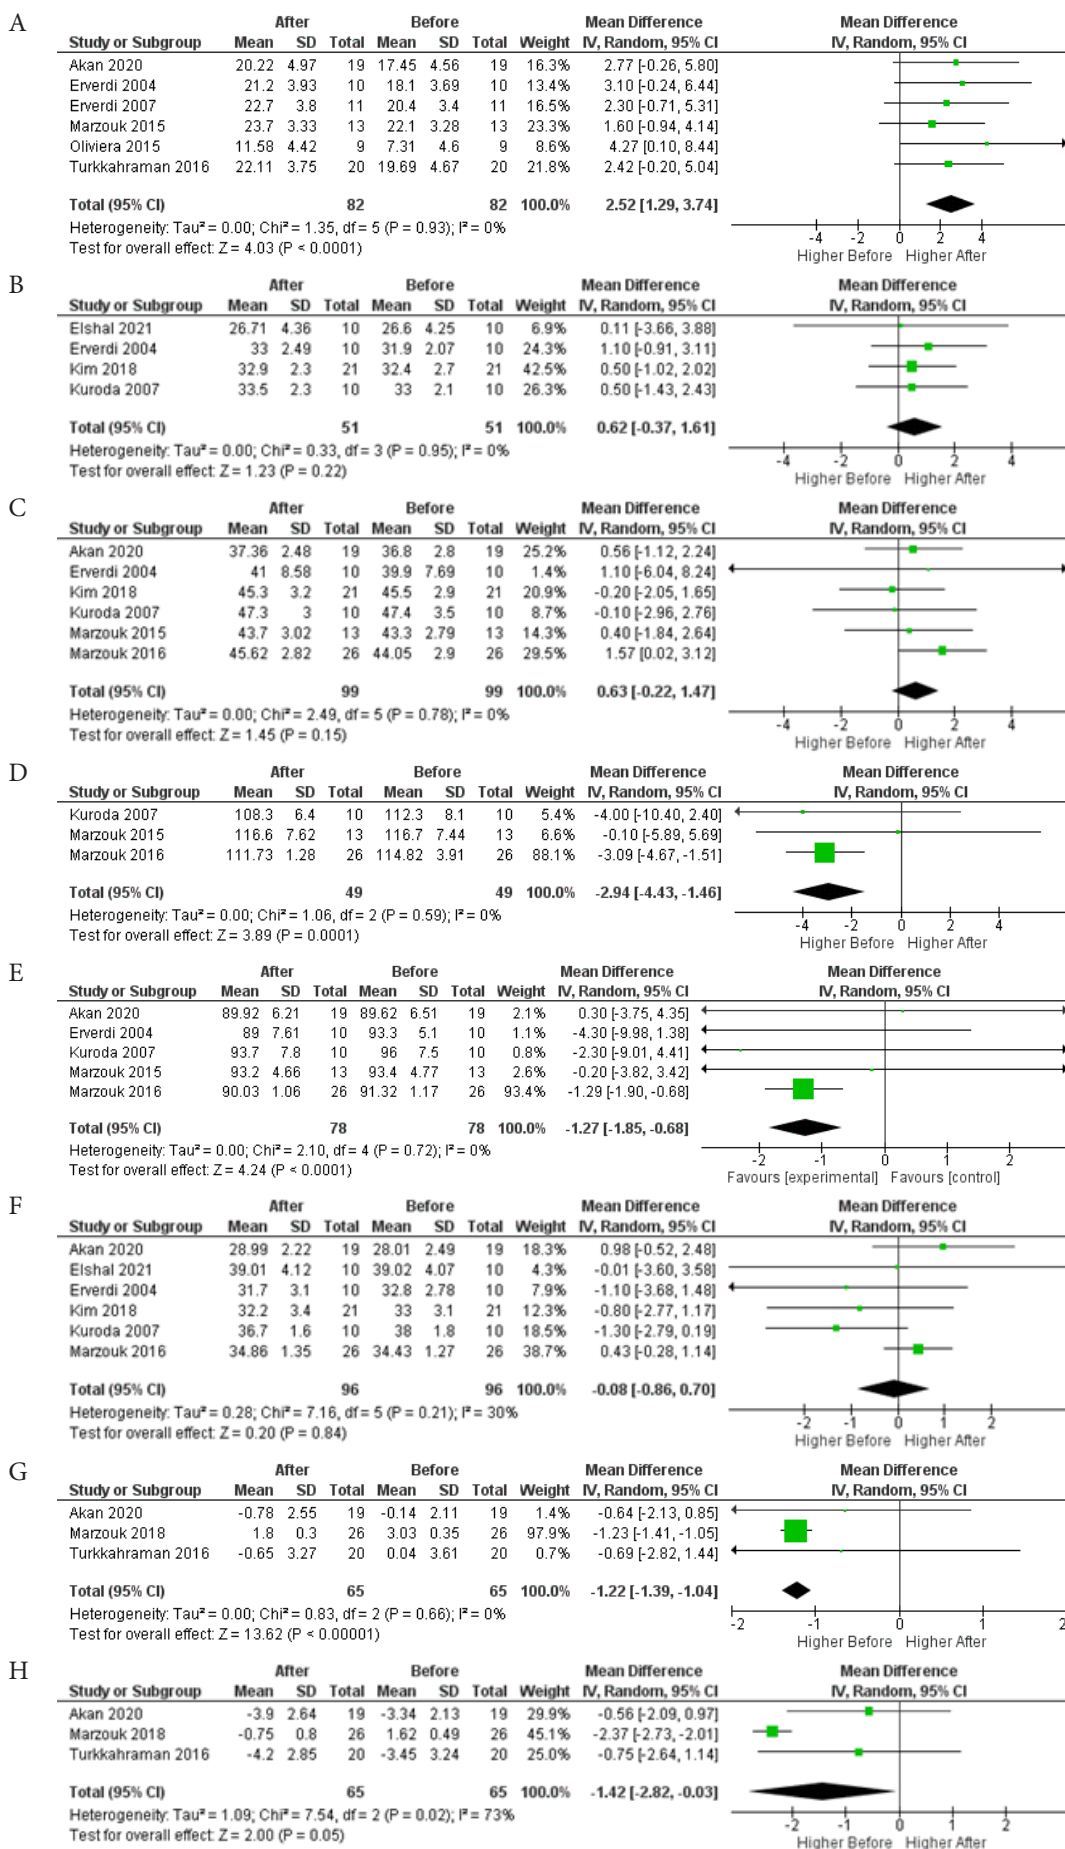 A
After Before Mean Difference Mean Difference
Study or Subgroup Mean SD Total Mean SD Total Weight IV, Random, 95% CI IV, Random, 95% CI
Akan 2020 20.22 4.97 19 17.45 4.56 19 16.3% 2.77 [-0.26, 5.80]
Erverdi 2004 21.2 3.93 10 18.1 3.69 10 13.4% 3.10 [-0.24, 6.44]
Erverdi 2007 22.7 3.8 11 20.4 3.4 11 16.5% 2.30 [-0.71, 5.31]
Marzouk 2015 23.7 3.33 13 22.1 3.28 13 23.3% 1.60 [-0.94, 4.14]
Oliviera 2015 11.58 4.42 9 7.31 4.6 9 8.6% 4.27 [0.10, 8.44]
Turkkahraman 2016 22.11 3.75 20 19.69 4.67 20 21.8% 2.42 [-0.20, 5.04]
Total (95% CI) 82 82 100.0% 2.52 [1.29, 3.74]
Heterogeneity: Tau² = 0.00; Chi² = 1.35, df = 5 (P = 0.93); I² = 0%
Test for overall effect: Z = 4.03 (P < 0.0001)
-4 -2 0 2 4
Higher Before Higher After
B
After Before Mean Difference Mean Difference
Study or Subgroup Mean SD Total Mean SD Total Weight IV, Random, 95% CI IV, Random, 95% CI
Elshal 2021 26.71 4.36 10 26.6 4.25 10 6.9% 0.11 [-3.66, 3.88]
Erverdi 2004 33 2.49 10 31.9 2.07 10 24.3% 1.10 [-0.91, 3.11]
Kim 2018 32.9 2.3 21 32.4 2.7 21 42.5% 0.50 [-1.02, 2.02]
Kuroda 2007 33.5 2.3 10 33 2.1 10 26.3% 0.50 [-1.43, 2.43]
Total (95% CI) 51 51 100.0% 0.62 [-0.37, 1.61]
Heterogeneity: Tau² = 0.00; Chi² = 0.33, df = 3 (P = 0.95); I² = 0%
Test for overall effect: Z = 1.23 (P = 0.22)
-4 -2 0 2 4
Higher Before Higher After
C
After Before Mean Difference Mean Difference
Study or Subgroup Mean SD Total Mean SD Total Weight IV, Random, 95% CI IV, Random, 95% CI
Akan 2020 37.36 2.48 19 36.8 2.8 19 25.2% 0.56 [-1.12, 2.24]
Erverdi 2004 41 8.58 10 39.9 7.69 10 1.4% 1.10 [-6.04, 8.24]
Kim 2018 45.3 3.2 21 45.5 2.9 21 20.9% -0.20 [-2.05, 1.65]
Kuroda 2007 47.3 3 10 47.4 3.5 10 8.7% -0.10 [-2.96, 2.76]
Marzouk 2015 43.7 3.02 13 43.3 2.79 13 14.3% 0.40 [-1.84, 2.64]
Marzouk 2016 45.62 2.82 26 44.05 2.9 26 29.5% 1.57 [0.02, 3.12]
Total (95% CI) 99 99 100.0% 0.63 [-0.22, 1.47]
Heterogeneity: Tau² = 0.00; Chi² = 2.49, df = 5 (P = 0.78); I² = 0%
Test for overall effect: Z = 1.45 (P = 0.15)
-4 -2 0 2 4
Higher Before Higher After
D
After Before Mean Difference Mean Difference
Study or Subgroup Mean SD Total Mean SD Total Weight IV, Random, 95% CI IV, Random, 95% CI
Kuroda 2007 108.3 6.4 10 112.3 8.1 10 5.4% -4.00 [-10.40, 2.40]
Marzouk 2015 116.6 7.62 13 116.7 7.44 13 6.6% -0.10 [-5.89, 5.69]
Marzouk 2016 111.73 1.28 26 114.82 3.91 26 88.1% -3.09 [-4.67, -1.51]
Total (95% CI) 49 49 100.0% -2.94 [-4.43, -1.46]
Heterogeneity: Tau² = 0.00; Chi² = 1.06, df = 2 (P = 0.59); I² = 0%
Test for overall effect: Z = 3.89 (P = 0.0001)
-4 -2 0 2 4
Higher Before Higher After
E
After Before Mean Difference Mean Difference
Study or Subgroup Mean SD Total Mean SD Total Weight IV, Random, 95% CI IV, Random, 95% CI
Akan 2020 89.92 6.21 19 89.62 6.51 19 2.1% 0.30 [-3.75, 4.35]
Erverdi 2004 89 7.61 10 93.3 5.1 10 1.1% -4.30 [-9.98, 1.38]
Kuroda 2007 93.7 7.8 10 96 7.5 10 0.8% -2.30 [-9.01, 4.41]
Marzouk 2015 93.2 4.66 13 93.4 4.77 13 2.6% -0.20 [-3.82, 3.42]
Marzouk 2016 90.03 1.06 26 91.32 1.17 26 93.4% -1.29 [-1.90, -0.68]
Total (95% CI) 78 78 100.0% -1.27 [-1.85, -0.68]
Heterogeneity: Tau² = 0.00; Chi² = 2.10, df = 4 (P = 0.72); I² = 0%
Test for overall effect: Z = 4.24 (P < 0.0001)
-2 -1 0 1 2
Favours [experimental] Favours [control]
F
After Before Mean Difference Mean Difference
Study or Subgroup Mean SD Total Mean SD Total Weight IV, Random, 95% CI IV, Random, 95% CI
Akan 2020 28.99 2.22 19 28.01 2.49 19 18.3% 0.98 [-0.52, 2.48]
Elshal 2021 39.01 4.12 10 39.02 4.07 10 4.3% -0.01 [-3.60, 3.58]
Erverdi 2004 31.7 3.1 10 32.8 2.78 10 7.9% -1.10 [-3.68, 1.48]
Kim 2018 32.2 3.4 21 33 3.1 21 12.3% -0.80 [-2.77, 1.17]
Kuroda 2007 36.7 1.6 10 38 1.8 10 18.5% -1.30 [-2.79, 0.19]
Marzouk 2016 34.86 1.35 26 34.43 1.27 26 38.7% 0.43 [-0.28, 1.14]
Total (95% CI) 96 96 100.0% -0.08 [-0.86, 0.70]
Heterogeneity: Tau² = 0.28; Chi² = 7.16, df = 5 (P = 0.21); I² = 30%
Test for overall effect: Z = 0.20 (P = 0.84)
-2 -1 0 1 2
Higher Before Higher After
G
After Before Mean Difference Mean Difference
Study or Subgroup Mean SD Total Mean SD Total Weight IV, Random, 95% CI IV, Random, 95% CI
Akan 2020 -0.78 2.55 19 -0.14 2.11 19 1.4% -0.64 [-2.13, 0.85]
Marzouk 2018 1.8 0.3 26 3.03 0.35 26 97.9% -1.23 [-1.41, -1.05]
Turkkahraman 2016 -0.65 3.27 20 0.04 3.61 20 0.7% -0.69 [-2.82, 1.44]
Total (95% CI) 65 65 100.0% -1.22 [-1.39, -1.04]
Heterogeneity: Tau² = 0.00; Chi² = 0.83, df = 2 (P = 0.66); I² = 0%
Test for overall effect: Z = 13.62 (P < 0.00001)
-2 -1 0 1 2
Higher Before Higher After
H
After Before Mean Difference Mean Difference
Study or Subgroup Mean SD Total Mean SD Total Weight IV, Random, 95% CI IV, Random, 95% CI
Akan 2020 -3.9 2.64 19 -3.34 2.13 19 29.9% -0.56 [-2.09, 0.97]
Marzouk 2018 -0.75 0.8 26 1.62 0.49 26 45.1% -2.37 [-2.73, -2.01]
Turkkahraman 2016 -4.2 2.85 20 -3.45 3.24 20 25.0% -0.75 [-2.64, 1.14]
Total (95% CI) 65 65 100.0% -1.42 [-2.82, -0.03]
Heterogeneity: Tau² = 1.09; Chi² = 7.54, df = 2 (P = 0.02); I² = 73%
Test for overall effect: Z = 2.00 (P = 0.05)
-2 -1 0 1 2
Higher Before Higher After